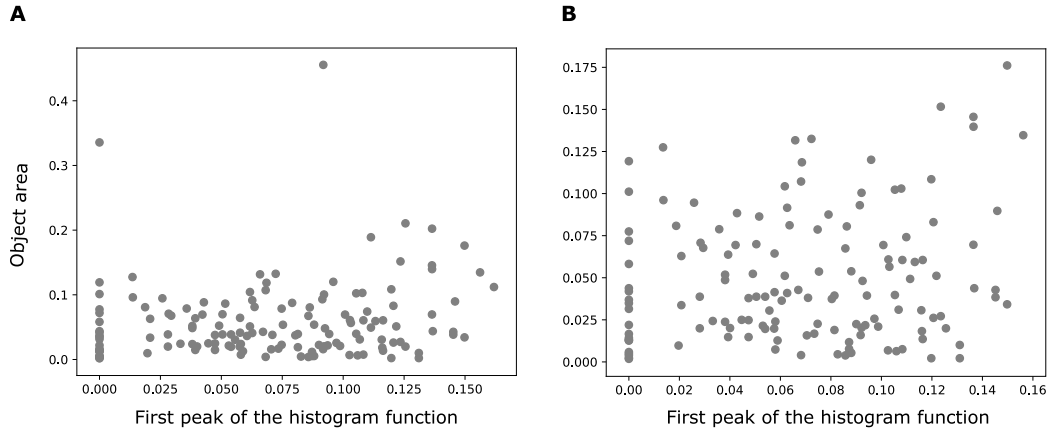 A
B
Object area
0.4
0.3
0.2
0.1
0.0
0.000 0.025 0.050 0.075 0.100 0.125 0.150
First peak of the histogram function
0.175
0.150
0.125
0.100
0.075
0.050
0.025
0.000
0.00 0.02 0.04 0.06 0.08 0.10 0.12 0.14 0.16
First peak of the histogram function